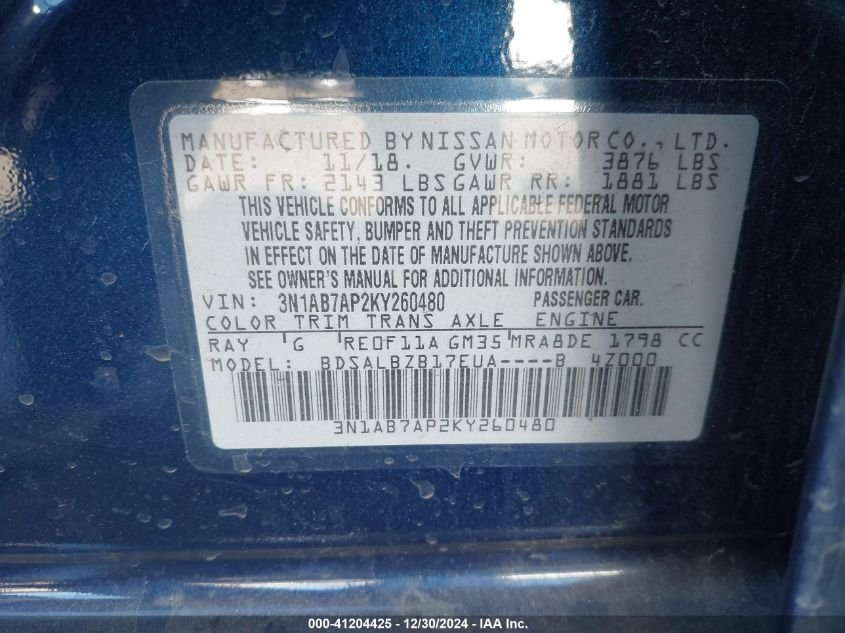 MANUFACTURED BY NISSAN MOTOR CO., LTD.
DATE: 11/18. GVWR: 3876 LBS
GAWR FR: 2143 LBS GAWR RR: 1881 LBS
THIS VEHICLE CONFORMS TO ALL APPLICABLE FEDERAL MOTOR
VEHICLE SAFETY, BUMPER AND THEFT PREVENTION STANDARDS
IN EFFECT ON THE DATE OF MANUFACTURE SHOWN ABOVE.
SEE OWNER'S MANUAL FOR ADDITIONAL INFORMATION.
VIN: 3N1AB7AP2KY260480 PASSENGER CAR.
COLOR TRIM TRANS AXLE ENGINE
RAY G RE0F11A GM35 MRA8DE 1798 CC
MODEL: BDSALBZB17EUA----B 4Z000
3N1AB7AP2KY260480
000-41204425 - 12/30/2024 - IAA Inc.